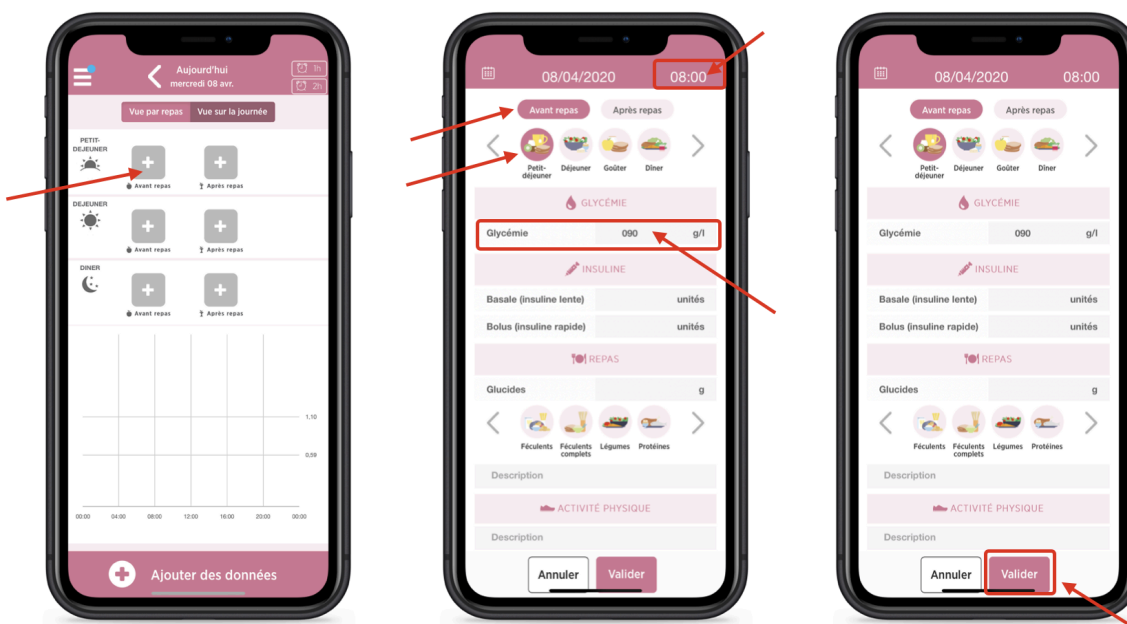 Aujourd'hui
mercredi 08 avr.
1h
2h
Vue par repas Vue sur la journée
PETIT-
DEJEUNER
Avant repas Après repas
DEJEUNER
Avant repas Après repas
DINER
Avant repas Après repas
1,10
0,59
00:00 04:00 08:00 12:00 16:00 20:00 00:00
Ajouter des données
08/04/2020 08:00
Avant repas Après repas
Petit-
déjeuner Déjeuner Goûter Dîner
GLYCÉMIE
Glycémie 090 g/l
INSULINE
Basale (insuline lente) unités
Bolus (insuline rapide) unités
REPAS
Glucides g
Féculents Féculents
complets Légumes Protéines
Description
ACTIVITÉ PHYSIQUE
Description
Annuler Valider
08/04/2020 08:00
Avant repas Après repas
Petit-
déjeuner Déjeuner Goûter Dîner
GLYCÉMIE
Glycémie 090 g/l
INSULINE
Basale (insuline lente) unités
Bolus (insuline rapide) unités
REPAS
Glucides g
Féculents Féculents
complets Légumes Protéines
Description
ACTIVITÉ PHYSIQUE
Description
Annuler Valider